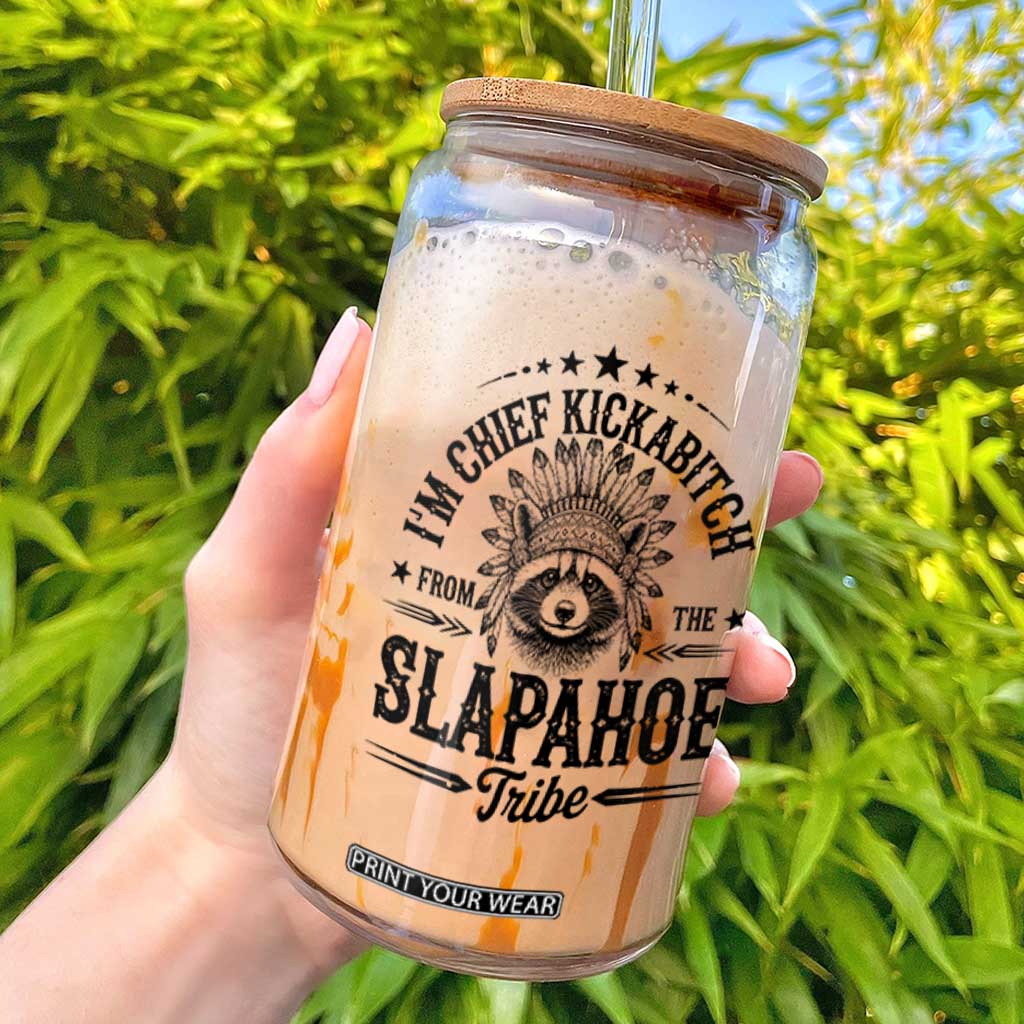 I'M CHIEF KICKABITCH
FROM THE
SLAPAHOE
Tribe
PRINT YOUR WEAR